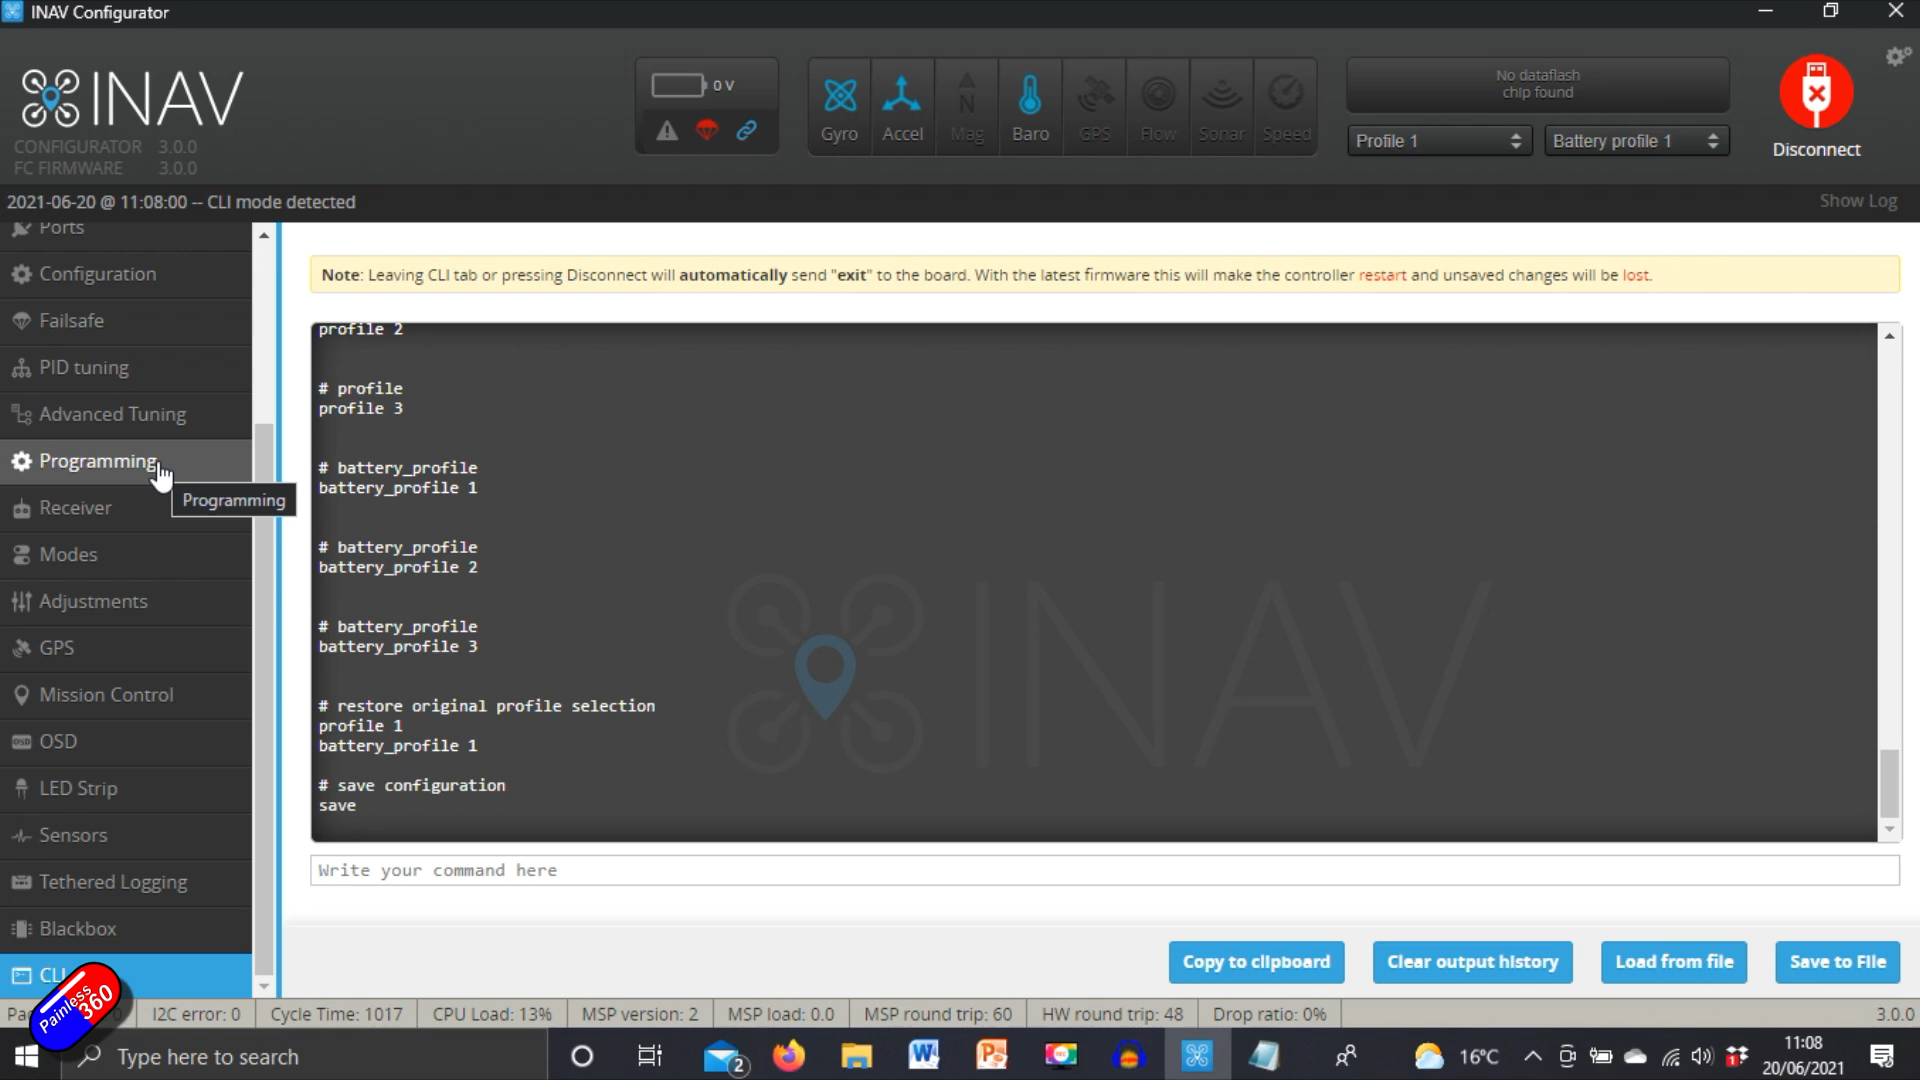 INAV Configurator
INAV
CONFIGURATOR 3.0.0
FC FIRMWARE 3.0.0
0 V
Gyro
Accel
Mag
Baro
GPS
Flow
Sonar
Speed
No dataflash
chip found
Profile 1
Battery profile 1
Disconnect
2021-06-20 @ 11:08:00 -- CLI mode detected
Show Log
Ports
Configuration
Failsafe
PID tuning
Advanced Tuning
Programming
Programming
Receiver
Modes
Adjustments
GPS
Mission Control
OSD
LED Strip
Sensors
Tethered Logging
Blackbox
CLI
Note: Leaving CLI tab or pressing Disconnect will automatically send "exit" to the board. With the latest firmware this will make the controller restart and unsaved changes will be lost.
profile 2
# profile
profile 3
# battery_profile
battery_profile 1
# battery_profile
battery_profile 2
# battery_profile
battery_profile 3
# restore original profile selection
profile 1
battery_profile 1
# save configuration
save
INAV
Write your command here
Copy to clipboard
Clear output history
Load from file
Save to File
Painless360
I2C error: 0
Cycle Time: 1017
CPU Load: 13%
MSP version: 2
MSP load: 0.0
MSP round trip: 60
HW round trip: 48
Drop ratio: 0%
3.0.0
Type here to search
2
16°C
1
11:08
20/06/2021